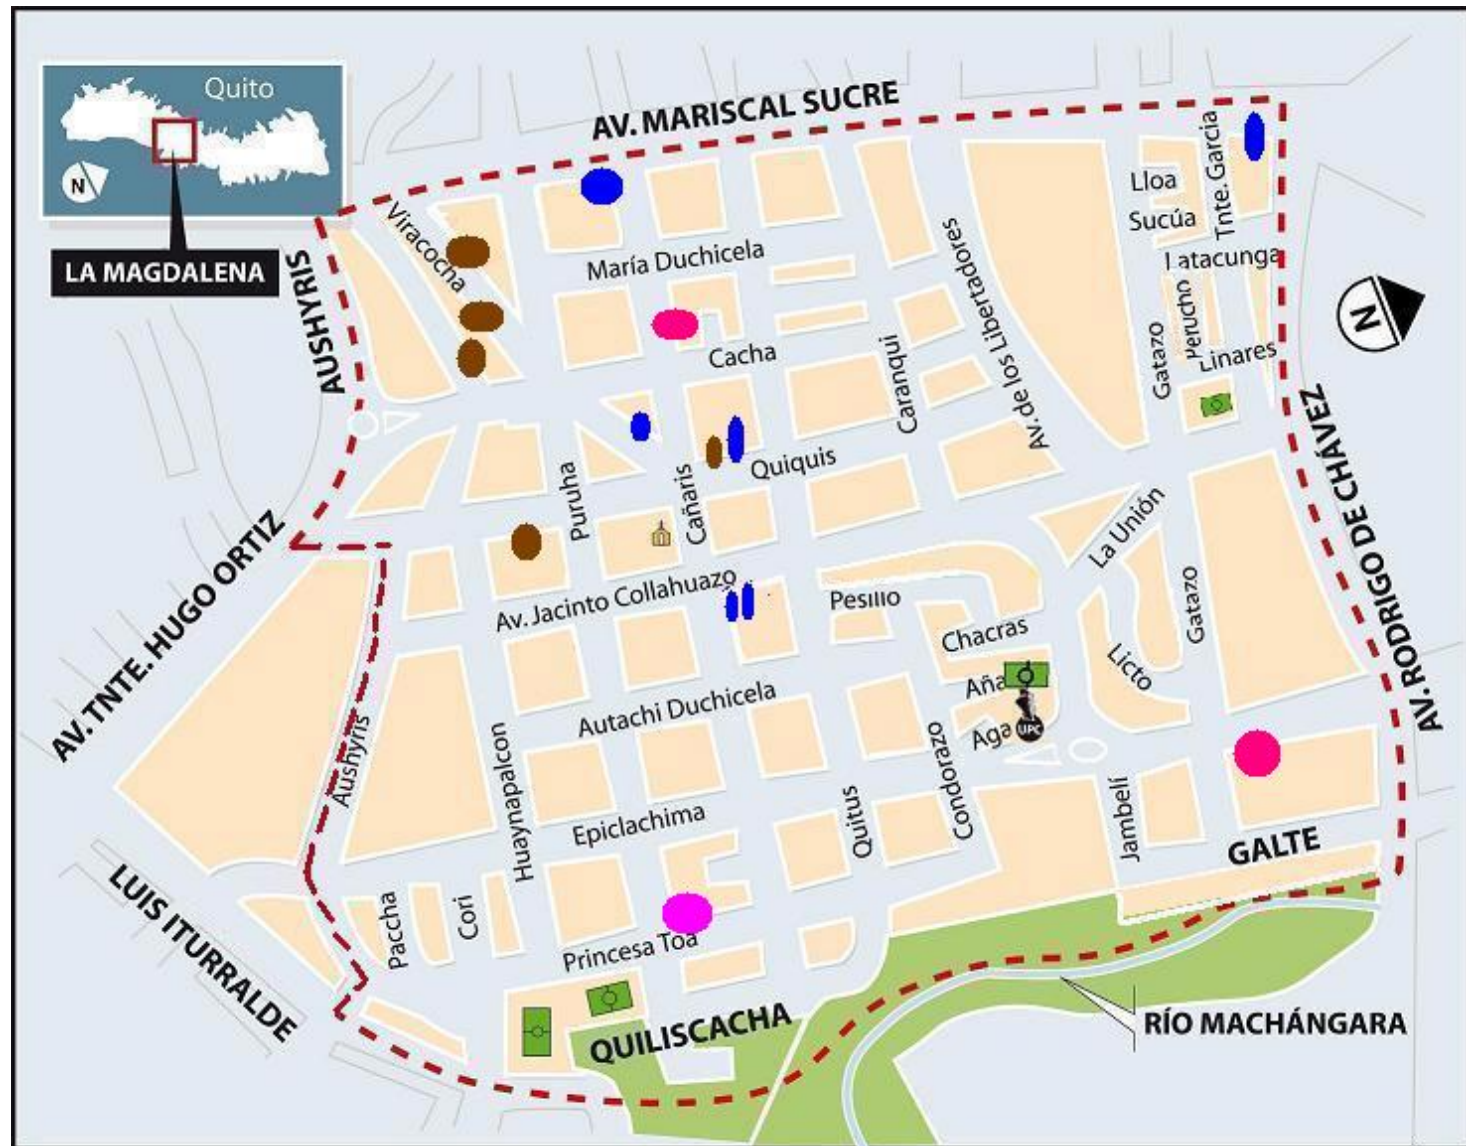 Quito
N
LA MAGDALENA
AV. MARISCAL SUCRE
AUSHYRIS
Viracocha
María Duchicela
Cacha
Caranqui
Av. de los Libertadores
Lloa
Sucúa
Tnte. García
Latacunga
Gatazo
Perucho
Linares
N
AV. RODRIGO DE CHÁVEZ
Puruha
Cañaris
Quiquis
AV. TNTE. HUGO ORTIZ
Av. Jacinto Collahuazo
Pesillo
La Unión
Gatazo
Chacras
Licto
Aña
Aga
UPC
Autachi Duchicela
Aushyris
Huaynapalcon
Epiclachima
Quitus
Condorazo
Jambelí
GALTE
LUIS ITURRALDE
Paccha
Cori
Princesa Toa
QUILISCACHA
RÍO MACHÁNGARA